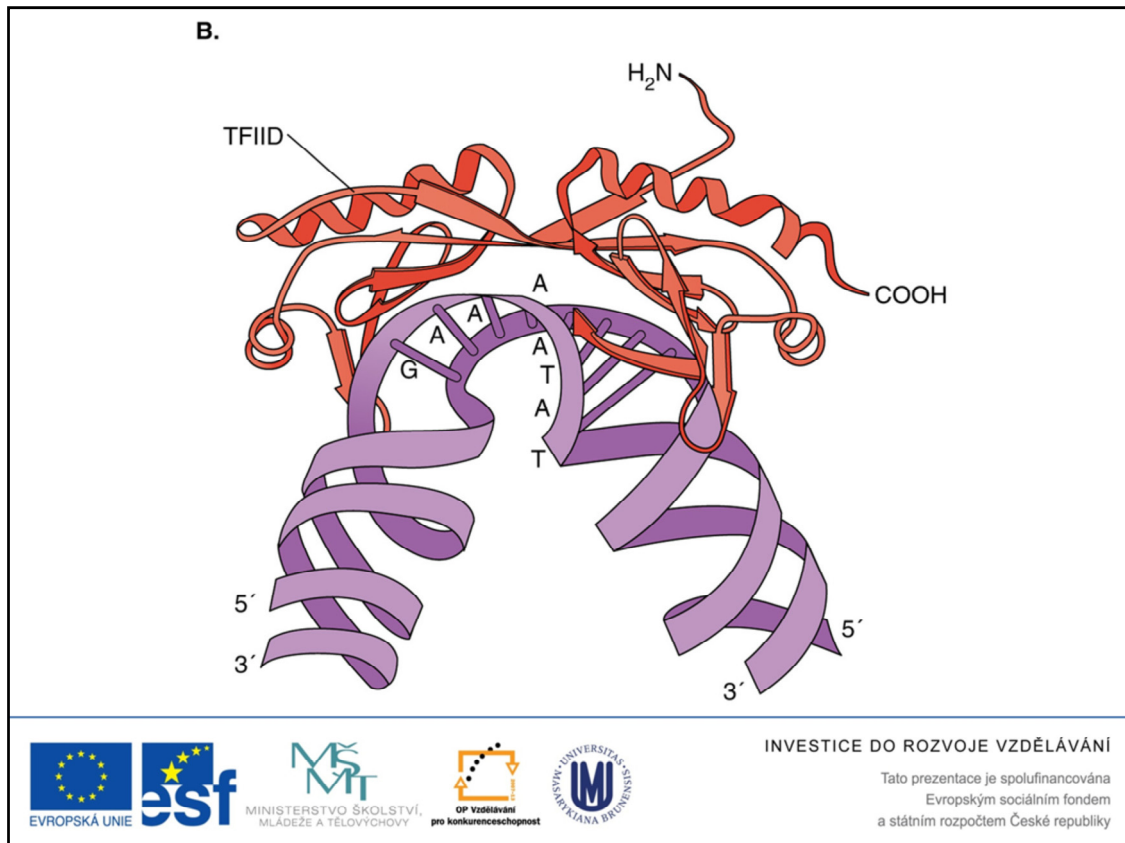 B.
H₂N
TFIID
COOH
A
A
A
G
A
T
A
T
5´
3´
5´
3´
EVROPSKÁ UNIE
esf
MINISTERSTVO ŠKOLSTVÍ,
MLÁDEŽE A TĚLOVÝCHOVY
OP Vzdělávání
pro konkurenceschopnost
UNIVERSITAS MASARYKIANA BRUNENSIS
INVESTICE DO ROZVOJE VZDĚLÁVÁNÍ
Tato prezentace je spolufinancována
Evropským sociálním fondem
a státním rozpočtem České republiky